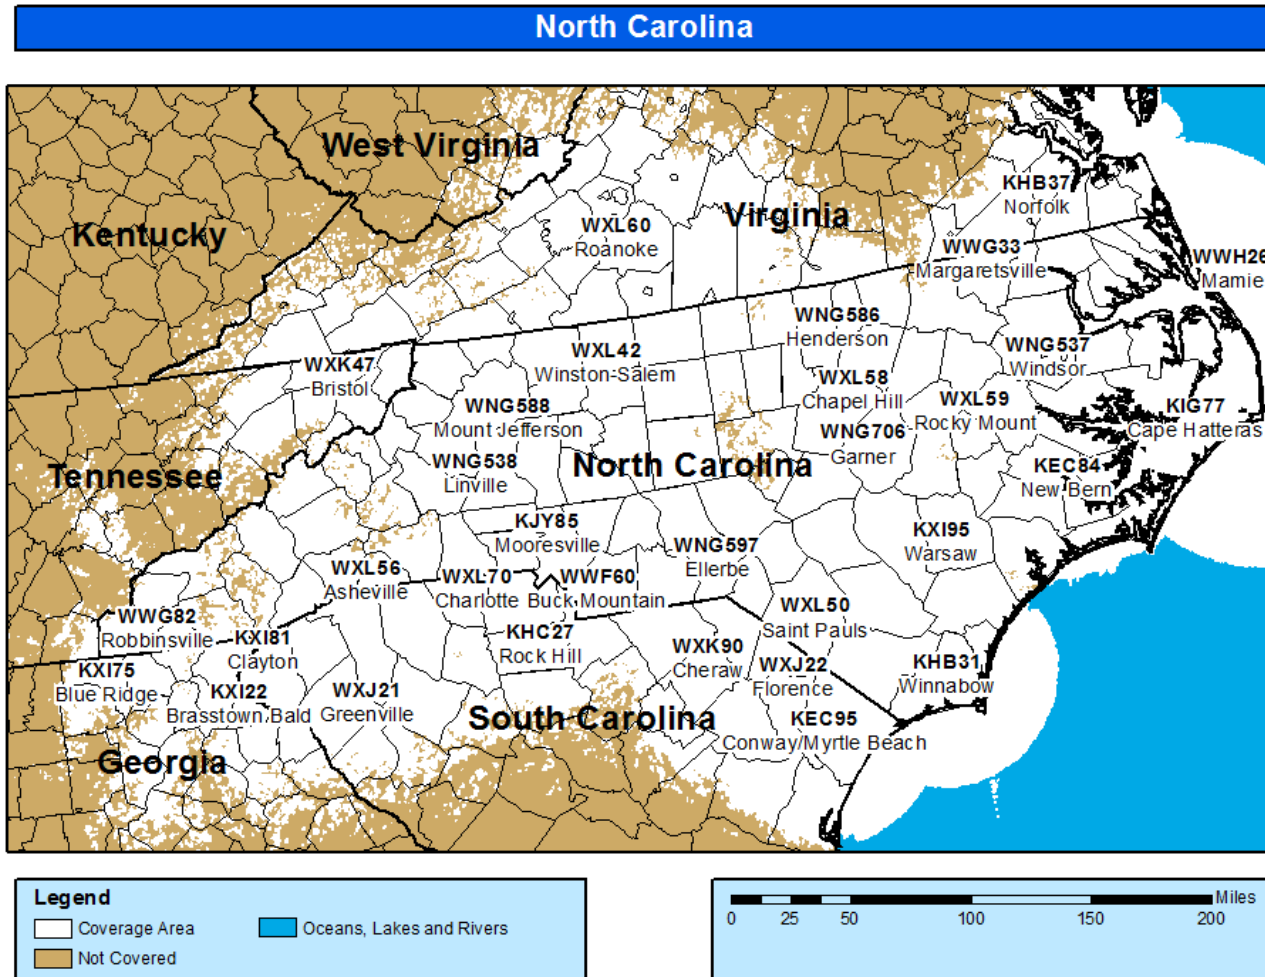 North Carolina
West Virginia
KHB37
Norfolk
Kentucky
WXL60
Roanoke
Virginia
WWG33
Margaretsville
WWH26
Mamie
WNG586
Henderson
WNG537
Windsor
WXK47
Bristol
WXL42
Winston-Salem
WXL58
Chapel Hill
WXL59
Rocky Mount
WNG588
Mount Jefferson
KIG77
Cape Hatteras
WNG706
Garner
Tennessee
WNG538
Linville
North Carolina
KEC84
New Bern
KJY85
Mooresville
WNG597
Ellerbe
KXI95
Warsaw
WXL56
Asheville
WXL70
Charlotte
WWF60
Buck Mountain
WWG82
Robbinsville
WXL50
Saint Pauls
KXI81
Clayton
KHC27
Rock Hill
WXK90
Cheraw
WXJ22
Florence
KHB31
Winnabow
KXI75
Blue Ridge
KXI22
Brasstown Bald
WXJ21
Greenville
South Carolina
KEC95
Conway/Myrtle Beach
Georgia
Legend
Coverage Area
Oceans, Lakes and Rivers
Not Covered
Miles
0 25 50 100 150 200